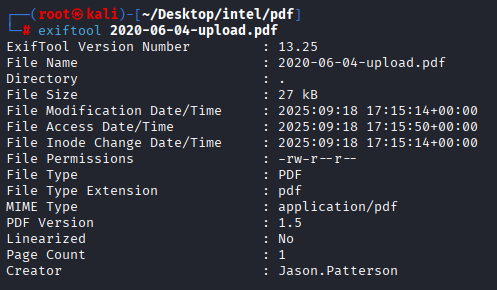 ┌──(root㉿kali)-[~/Desktop/intel/pdf]
└─# exiftool 2020-06-04-upload.pdf
ExifTool Version Number         : 13.25
File Name                       : 2020-06-04-upload.pdf
Directory                       : .
File Size                       : 27 kB
File Modification Date/Time     : 2025:09:18 17:15:14+00:00
File Access Date/Time           : 2025:09:18 17:15:50+00:00
File Inode Change Date/Time     : 2025:09:18 17:15:14+00:00
File Permissions                : -rw-r--r--
File Type                       : PDF
File Type Extension             : pdf
MIME Type                       : application/pdf
PDF Version                     : 1.5
Linearized                      : No
Page Count                      : 1
Creator                         : Jason.Patterson